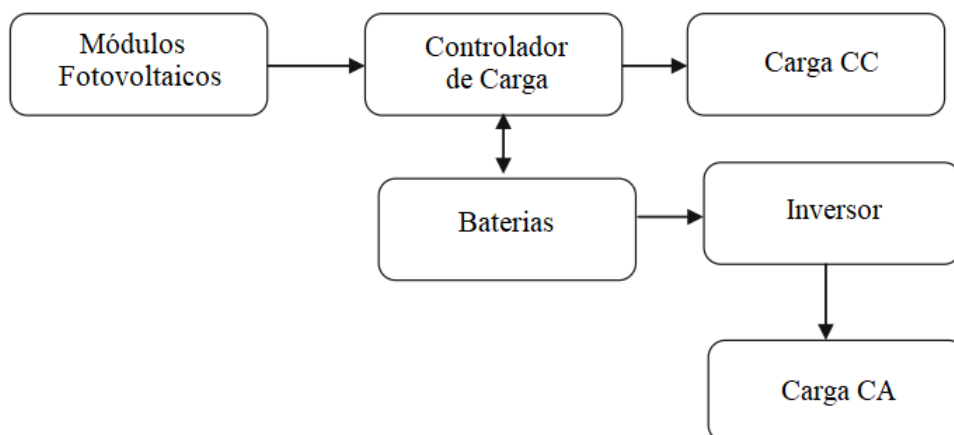 Módulos
Fotovoltaicos
Controlador
de Carga
Carga CC
Baterias
Inversor
Carga CA